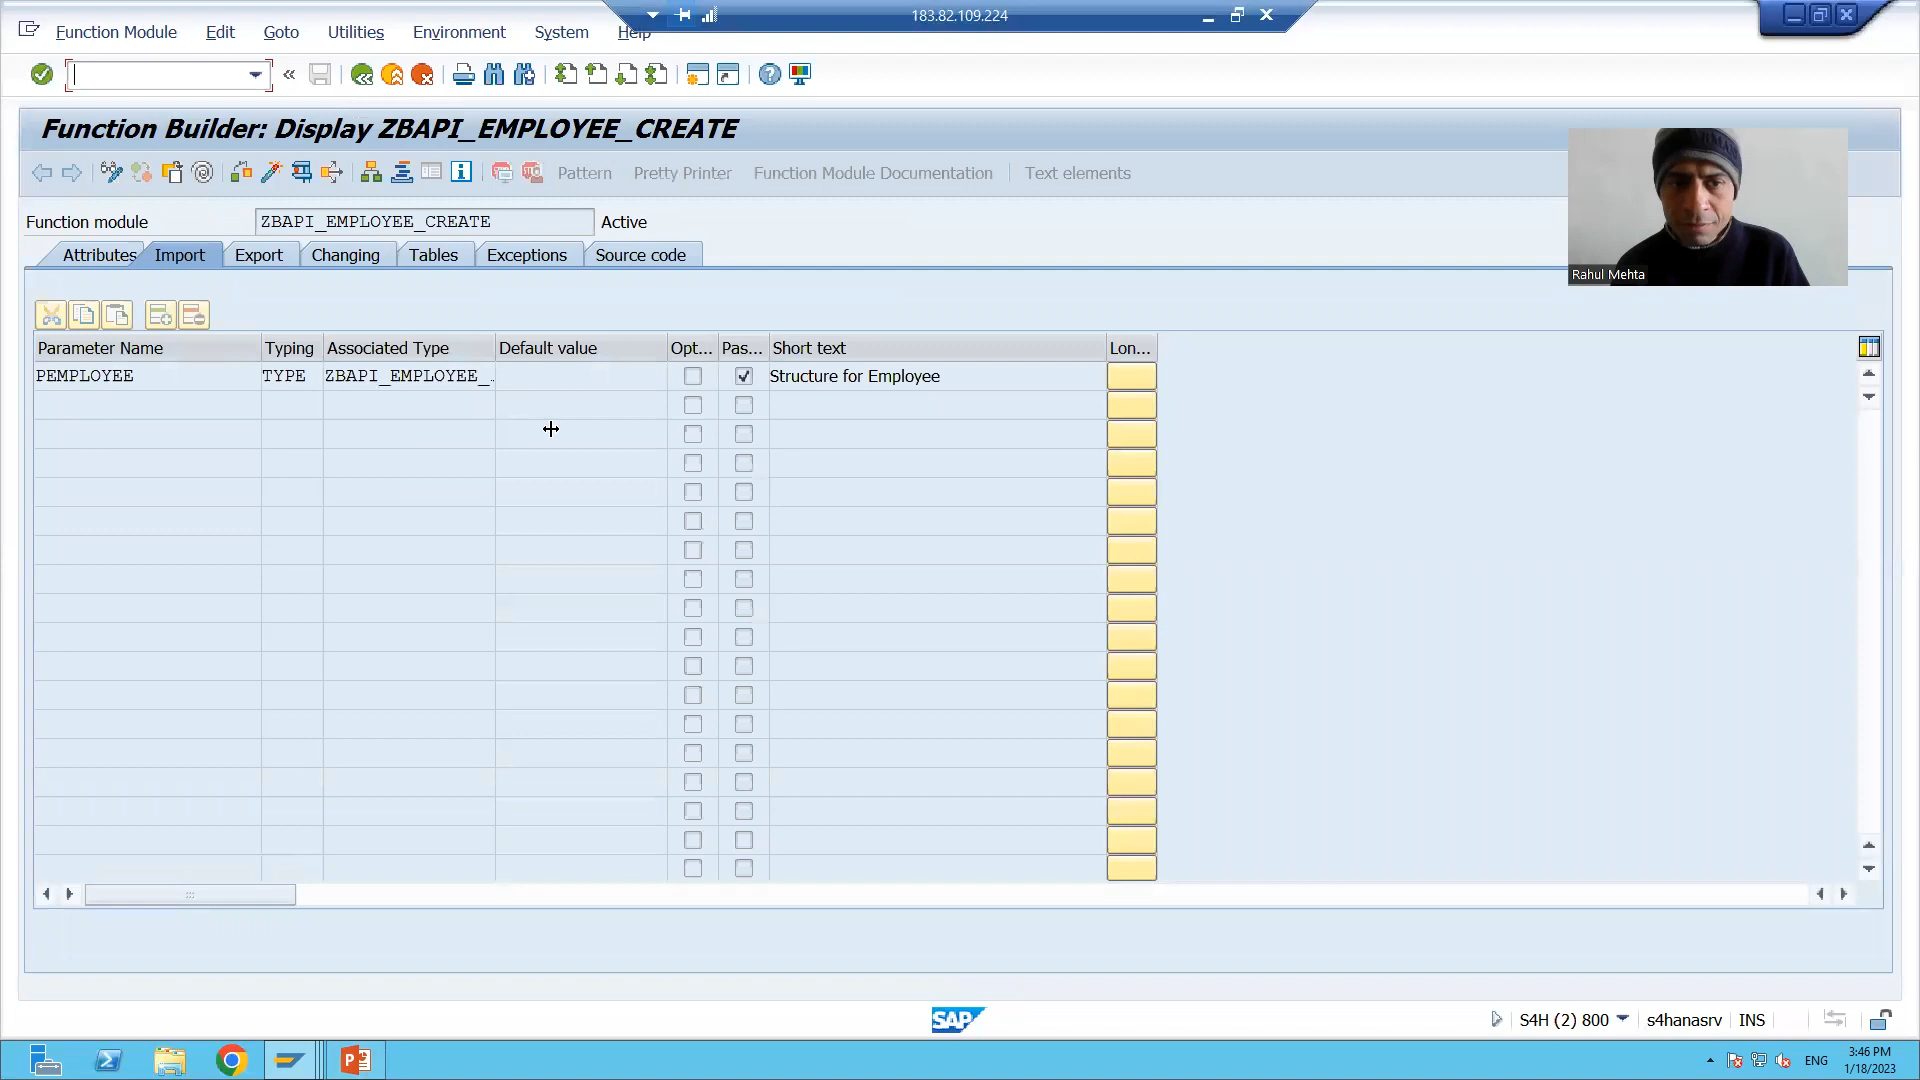 183.82.109.224
Function Module Edit Goto Utilities Environment System Help
Function Builder: Display ZBAPI_EMPLOYEE_CREATE
Pattern Pretty Printer Function Module Documentation Text elements
Function module ZBAPI_EMPLOYEE_CREATE Active
Attributes Import Export Changing Tables Exceptions Source code
Rahul Mehta
Parameter Name Typing Associated Type Default value Opt... Pas... Short text Lon...
PEMPLOYEE TYPE ZBAPI_EMPLOYEE_. Structure for Employee
SAP S4H (2) 800 s4hanasrv INS
ENG 3:46 PM
1/18/2023